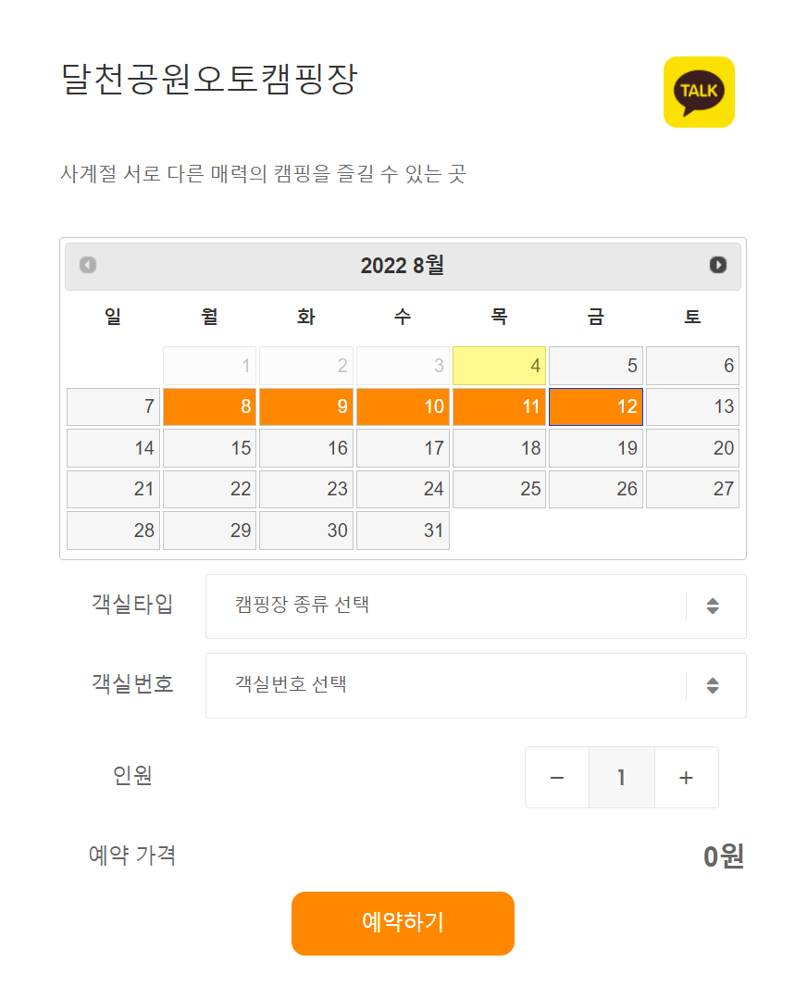 달천공원오토캠핑장
TALK
사계절 서로 다른 매력의 캠핑을 즐길 수 있는 곳
2022 8월
일 월 화 수 목 금 토
1 2 3 4 5 6
7 8 9 10 11 12 13
14 15 16 17 18 19 20
21 22 23 24 25 26 27
28 29 30 31
객실타입 캠핑장 종류 선택
객실번호 객실번호 선택
인원 − 1 +
예약 가격 0원
예약하기